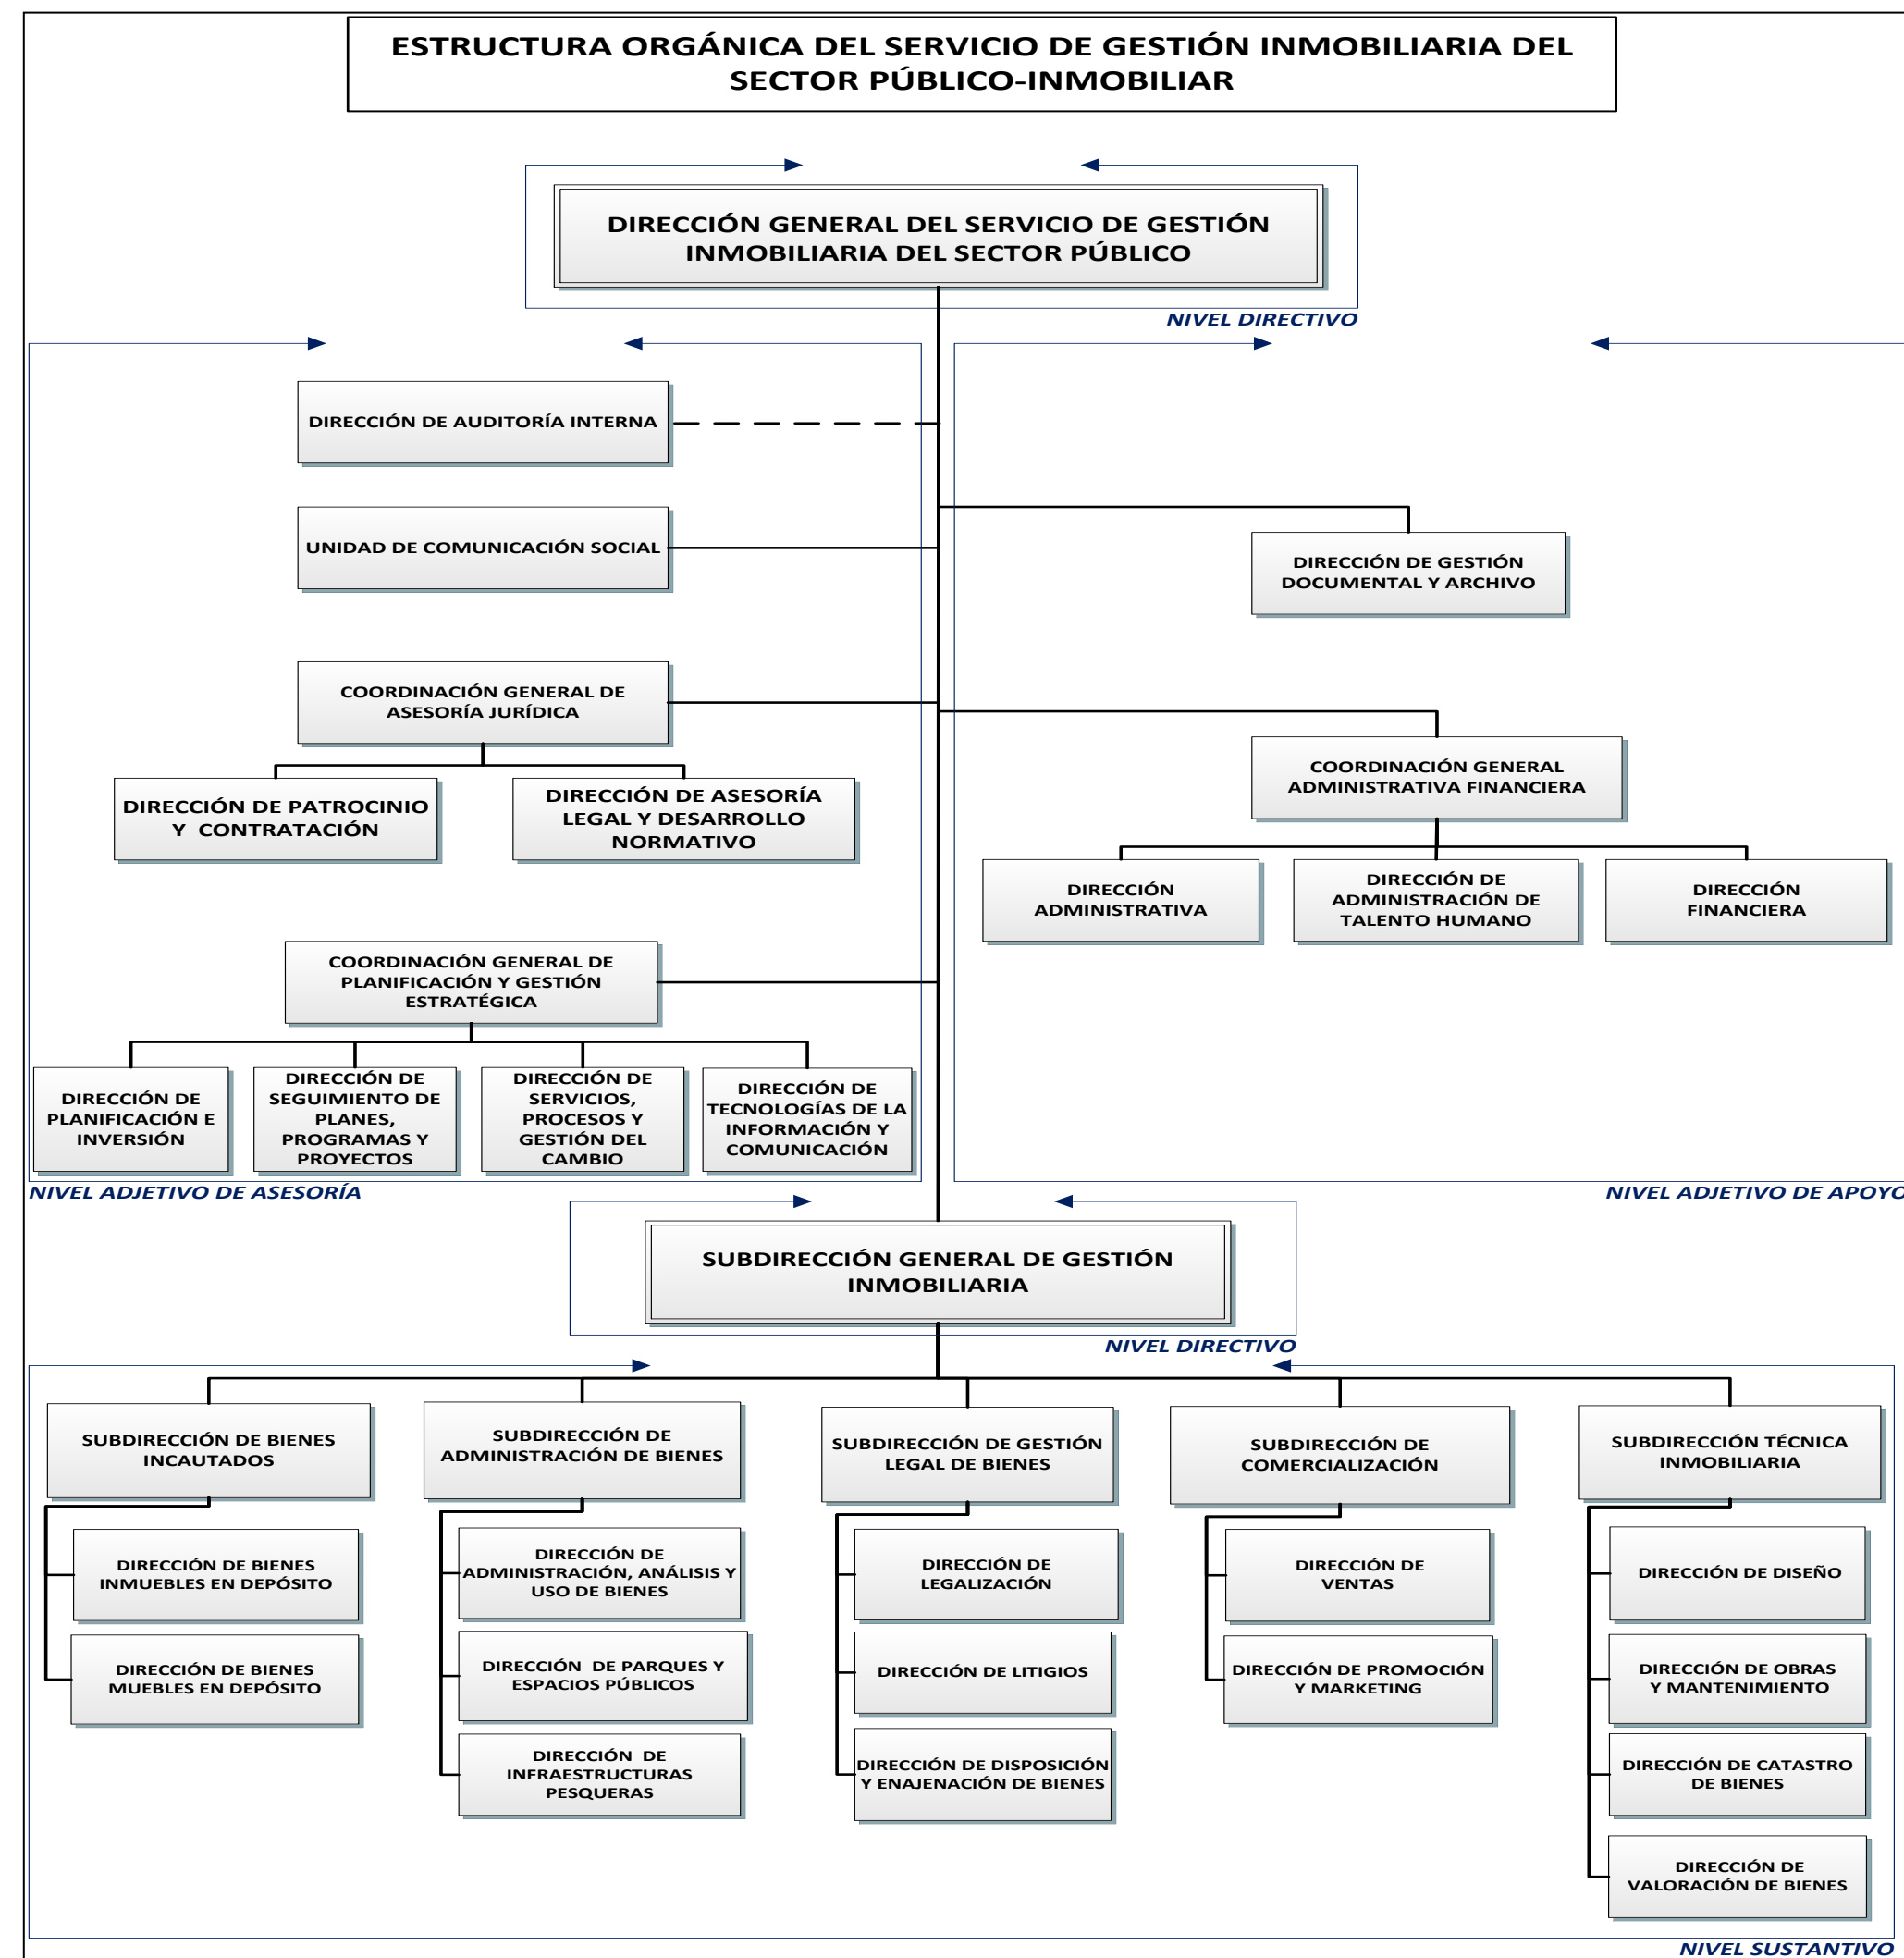 ESTRUCTURA ORGÁNICA DEL SERVICIO DE GESTIÓN INMOBILIARIA DEL
SECTOR PÚBLICO-INMOBILIAR
DIRECCIÓN GENERAL DEL SERVICIO DE GESTIÓN
INMOBILIARIA DEL SECTOR PÚBLICO
NIVEL DIRECTIVO
DIRECCIÓN DE AUDITORÍA INTERNA
UNIDAD DE COMUNICACIÓN SOCIAL
DIRECCIÓN DE GESTIÓN
DOCUMENTAL Y ARCHIVO
COORDINACIÓN GENERAL DE
ASESORÍA JURÍDICA
DIRECCIÓN DE PATROCINIO
Y CONTRATACIÓN
DIRECCIÓN DE ASESORÍA
LEGAL Y DESARROLLO
NORMATIVO
COORDINACIÓN GENERAL
ADMINISTRATIVA FINANCIERA
DIRECCIÓN
ADMINISTRATIVA
DIRECCIÓN DE
ADMINISTRACIÓN DE
TALENTO HUMANO
DIRECCIÓN
FINANCIERA
COORDINACIÓN GENERAL DE
PLANIFICACIÓN Y GESTIÓN
ESTRATÉGICA
DIRECCIÓN DE
PLANIFICACIÓN E
INVERSIÓN
DIRECCIÓN DE
SEGUIMIENTO DE
PLANES,
PROGRAMAS Y
PROYECTOS
DIRECCIÓN DE
SERVICIOS,
PROCESOS Y
GESTIÓN DEL
CAMBIO
DIRECCIÓN DE
TECNOLOGÍAS DE LA
INFORMACIÓN Y
COMUNICACIÓN
NIVEL ADJETIVO DE ASESORÍA
NIVEL ADJETIVO DE APOYO
SUBDIRECCIÓN GENERAL DE GESTIÓN
INMOBILIARIA
NIVEL DIRECTIVO
SUBDIRECCIÓN DE BIENES
INCAUTADOS
DIRECCIÓN DE BIENES
INMUEBLES EN DEPÓSITO
DIRECCIÓN DE BIENES
MUEBLES EN DEPÓSITO
SUBDIRECCIÓN DE
ADMINISTRACIÓN DE BIENES
DIRECCIÓN DE
ADMINISTRACIÓN, ANÁLISIS Y
USO DE BIENES
DIRECCIÓN DE PARQUES Y
ESPACIOS PÚBLICOS
DIRECCIÓN DE
INFRAESTRUCTURAS
PESQUERAS
SUBDIRECCIÓN DE GESTIÓN
LEGAL DE BIENES
DIRECCIÓN DE
LEGALIZACIÓN
DIRECCIÓN DE LITIGIOS
DIRECCIÓN DE DISPOSICIÓN
Y ENAJENACIÓN DE BIENES
SUBDIRECCIÓN DE
COMERCIALIZACIÓN
DIRECCIÓN DE
VENTAS
DIRECCIÓN DE PROMOCIÓN
Y MARKETING
SUBDIRECCIÓN TÉCNICA
INMOBILIARIA
DIRECCIÓN DE DISEÑO
DIRECCIÓN DE OBRAS
Y MANTENIMIENTO
DIRECCIÓN DE CATASTRO
DE BIENES
DIRECCIÓN DE
VALORACIÓN DE BIENES
NIVEL SUSTANTIVO